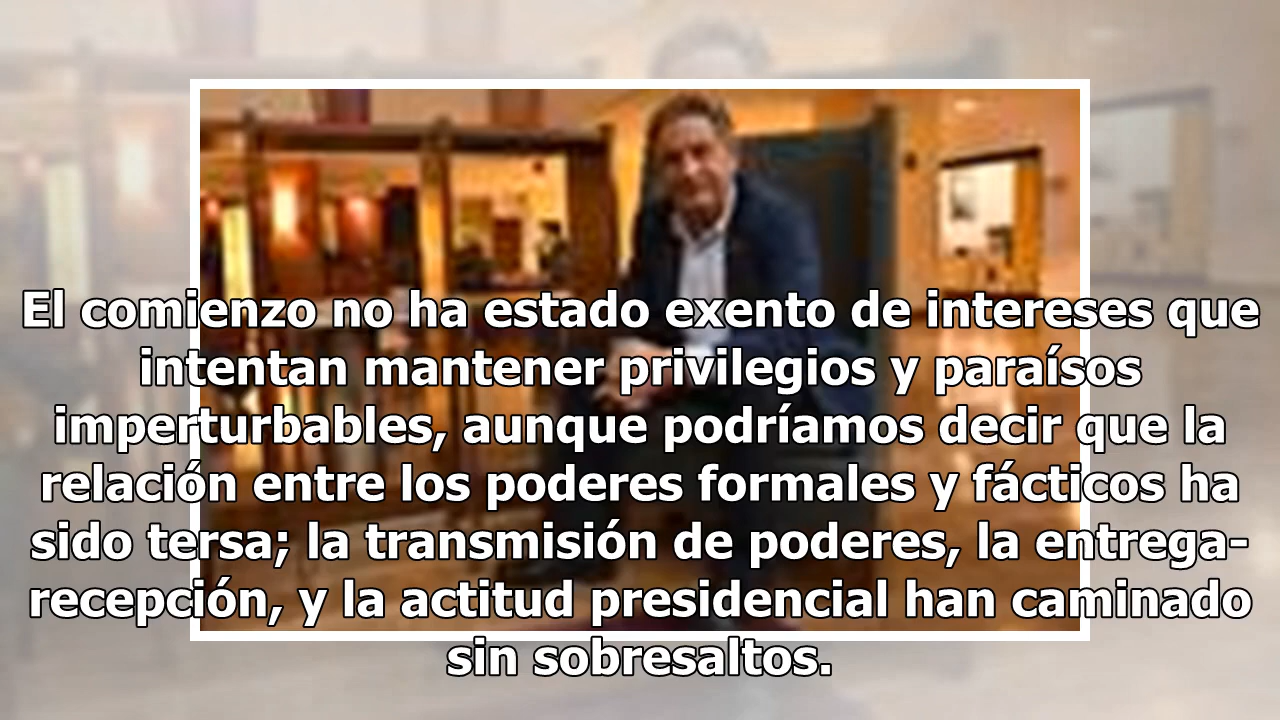 El comienzo no ha estado exento de intereses que
intentan mantener privilegios y paraísos
imperturbables, aunque podríamos decir que la
relación entre los poderes formales y fácticos ha
sido tersa; la transmisión de poderes, la entrega-
recepción, y la actitud presidencial han caminado
sin sobresaltos.